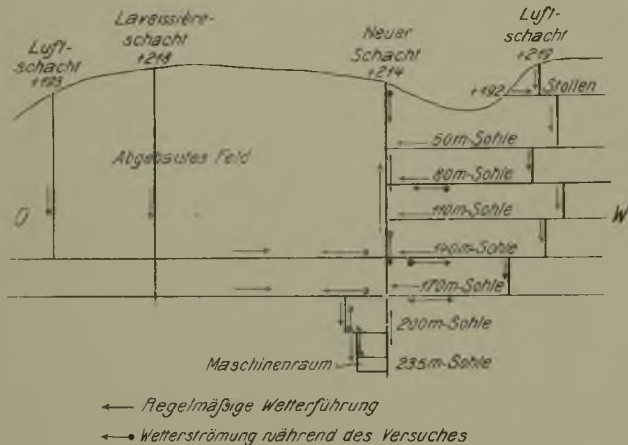 Luft-
schacht
+193
Laveissière-
schacht
+218
Neuer
Schacht
+214
Luft-
schacht
+219
+192
Stollen
50m-Sohle
Abgebautes Feld
80m-Sohle
O
110m-Sohle
W
140m-Sohle
170m-Sohle
200m-Sohle
Maschinenraum
235m-Sohle
Regelmäßige Wetterführung
Wetterströmung während des Versuches